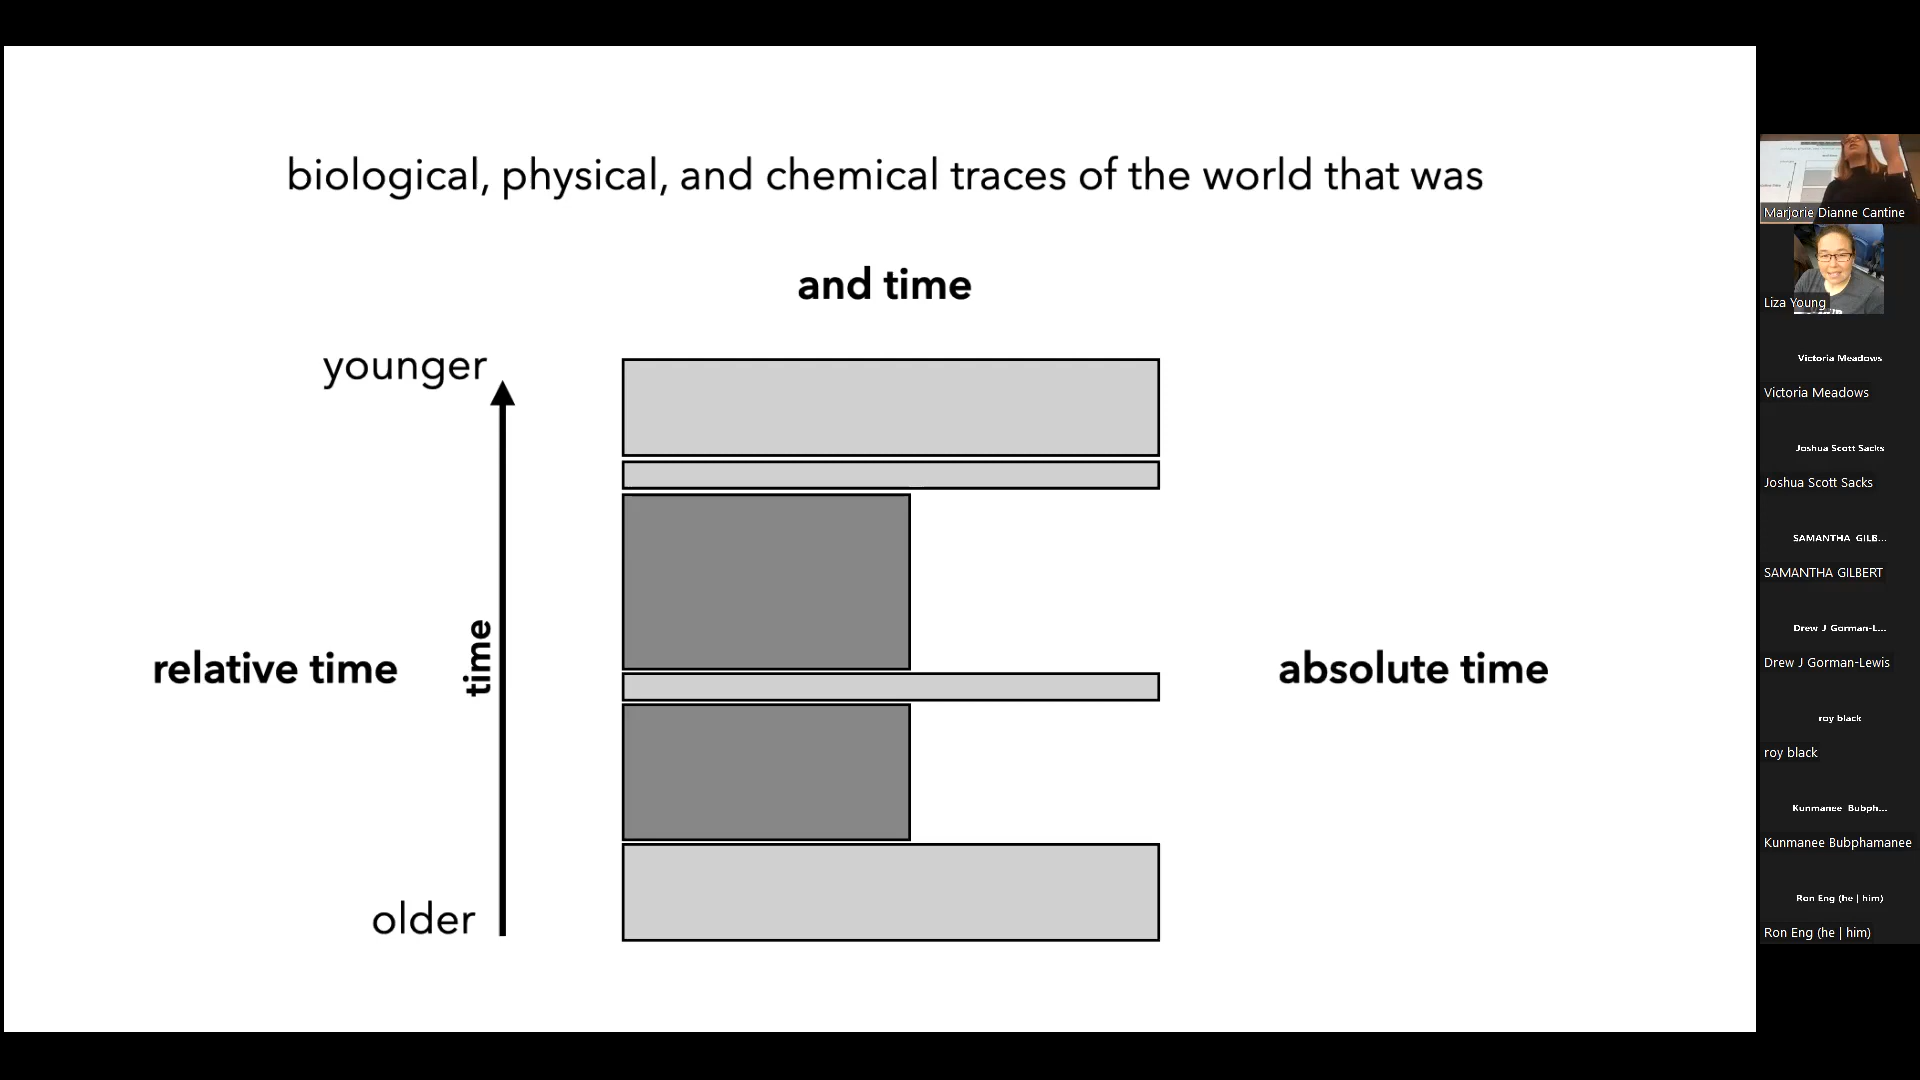 biological, physical, and chemical traces of the world that was
and time
younger
relative time
time
absolute time
older
Marjorie Dianne Cantine
Liza Young
Victoria Meadows
Victoria Meadows
Joshua Scott Sacks
Joshua Scott Sacks
SAMANTHA GILB...
SAMANTHA GILBERT
Drew J Gorman-L...
Drew J Gorman-Lewis
roy black
roy black
Kunmanee Bubph...
Kunmanee Bubphamanee
Ron Eng (he | him)
Ron Eng (he | him)